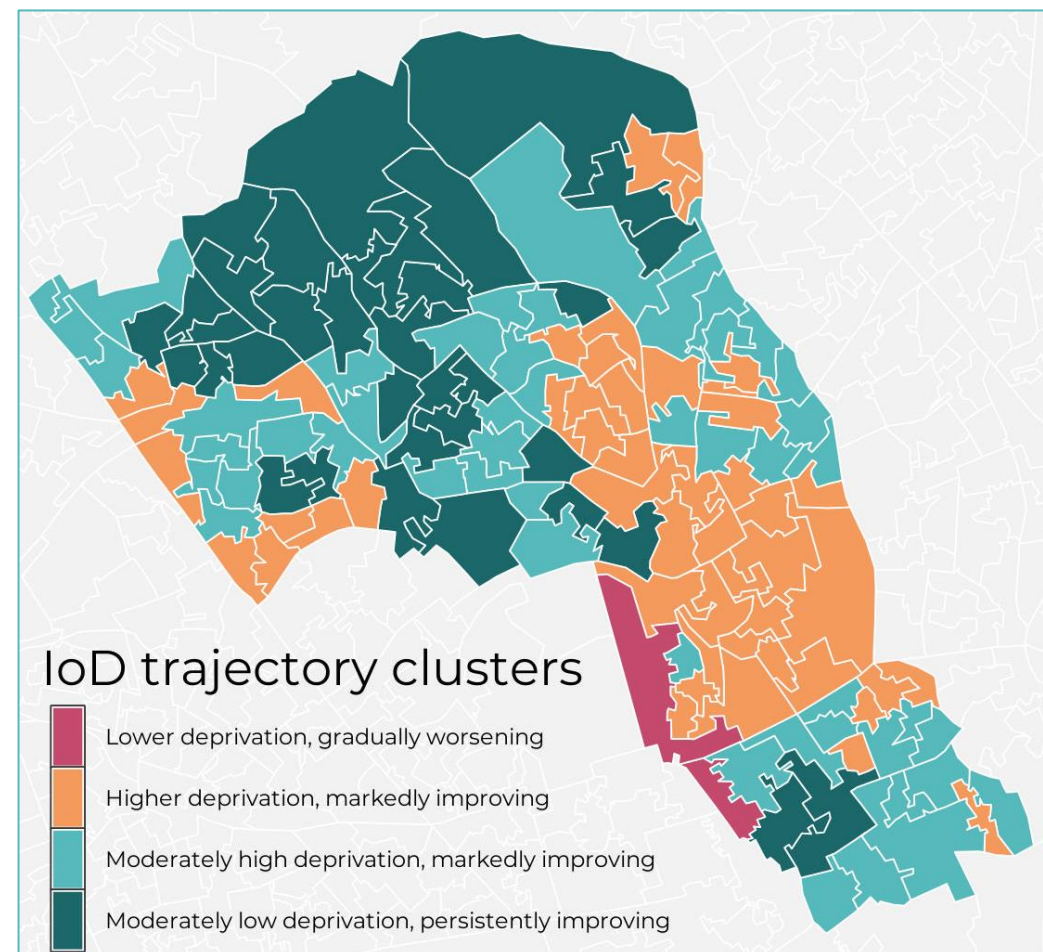 IoD trajectory clusters
Lower deprivation, gradually worsening
Higher deprivation, markedly improving
Moderately high deprivation, markedly improving
Moderately low deprivation, persistently improving